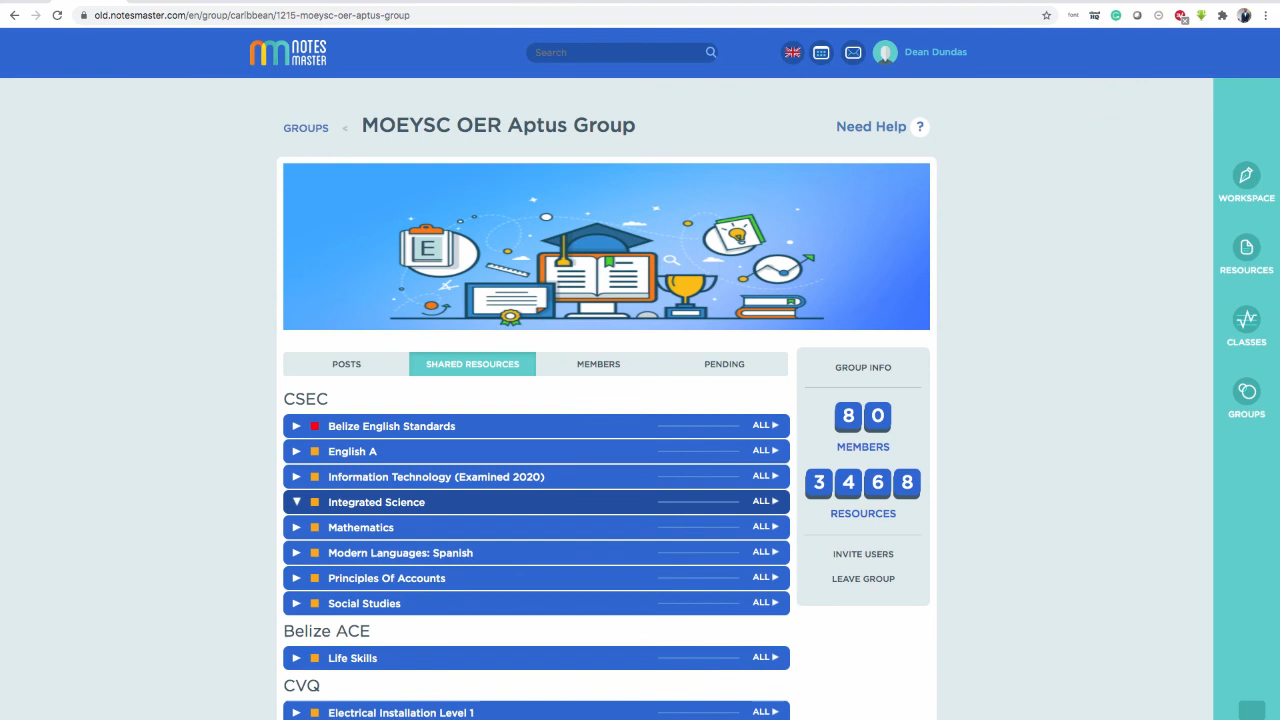 old.notesmaster.com/en/group/carlbbean/1215-moeysc-oer-aptus-group
NOTES MASTER
Search
Dean Dundas
GROUPS < MOEYSC OER Aptus Group
Need Help ?
E
WORKSPACE
RESOURCES
CLASSES
GROUPS
POSTS SHARED RESOURCES MEMBERS PENDING
CSEC
Belize English Standards ALL
English A ALL
Information Technology (Examined 2020) ALL
Integrated Science ALL
Mathematics ALL
Modern Languages: Spanish ALL
Principles Of Accounts ALL
Social Studies ALL
Belize ACE
Life Skills ALL
CVQ
Electrical Installation Level 1 ALL
GROUP INFO
80
MEMBERS
3468
RESOURCES
INVITE USERS
LEAVE GROUP